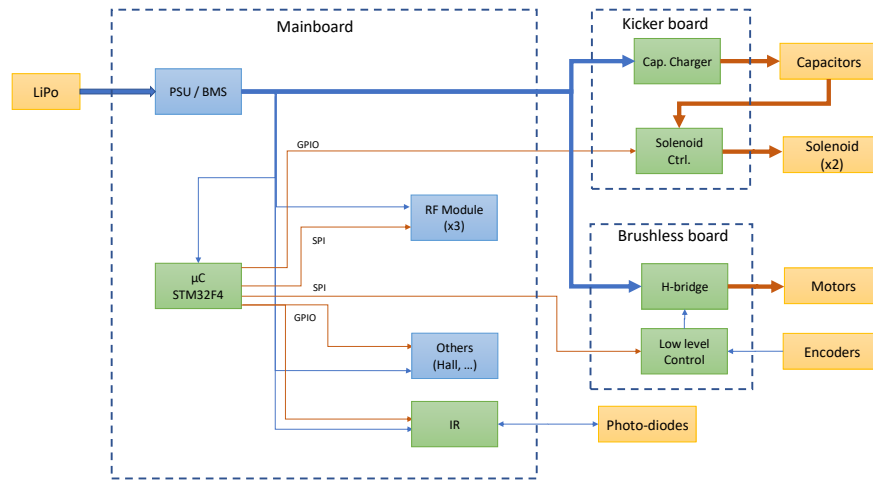 Mainboard
Kicker board
LiPo
PSU / BMS
Cap. Charger
Capacitors
GPIO
Solenoid
Ctrl.
Solenoid
(x2)
RF Module
(x3)
SPI
Brushless board
µC
STM32F4
SPI
H-bridge
Motors
GPIO
Others
(Hall, …)
Low level
Control
Encoders
IR
Photo-diodes